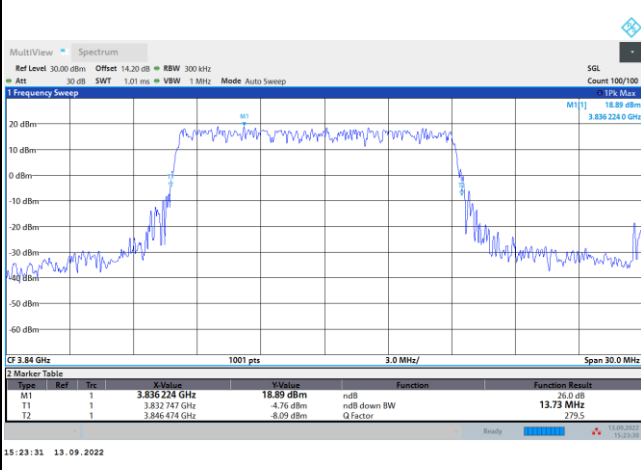 MultiView Spectrum
Ref Level 30.00 dBm Offset 14.20 dB RBW 300 kHz SGL
Att 30 dB SWT 1.01 ms VBW 1 MHz Mode Auto Sweep Count 100/100
1 Frequency Sweep 1Pk Max
M1[1] 18.89 dBm
3.836 224 0 GHz
M1
20 dBm
10 dBm
0 dBm
-10 dBm
-20 dBm
-30 dBm
-40 dBm
-50 dBm
-60 dBm
CF 3.84 GHz 1001 pts 3.0 MHz/ Span 30.0 MHz
2 Marker Table
Type Ref Trc X-Value Y-Value Function Function Result
M1 1 3.836 224 GHz 18.89 dBm ndB 26.0 dB
T1 1 3.832 747 GHz -4.76 dBm ndB down BW 13.73 MHz
T2 1 3.846 474 GHz -8.09 dBm Q Factor 279.5
Ready 13.09.2022
15:23:30
15:23:31 13.09.2022